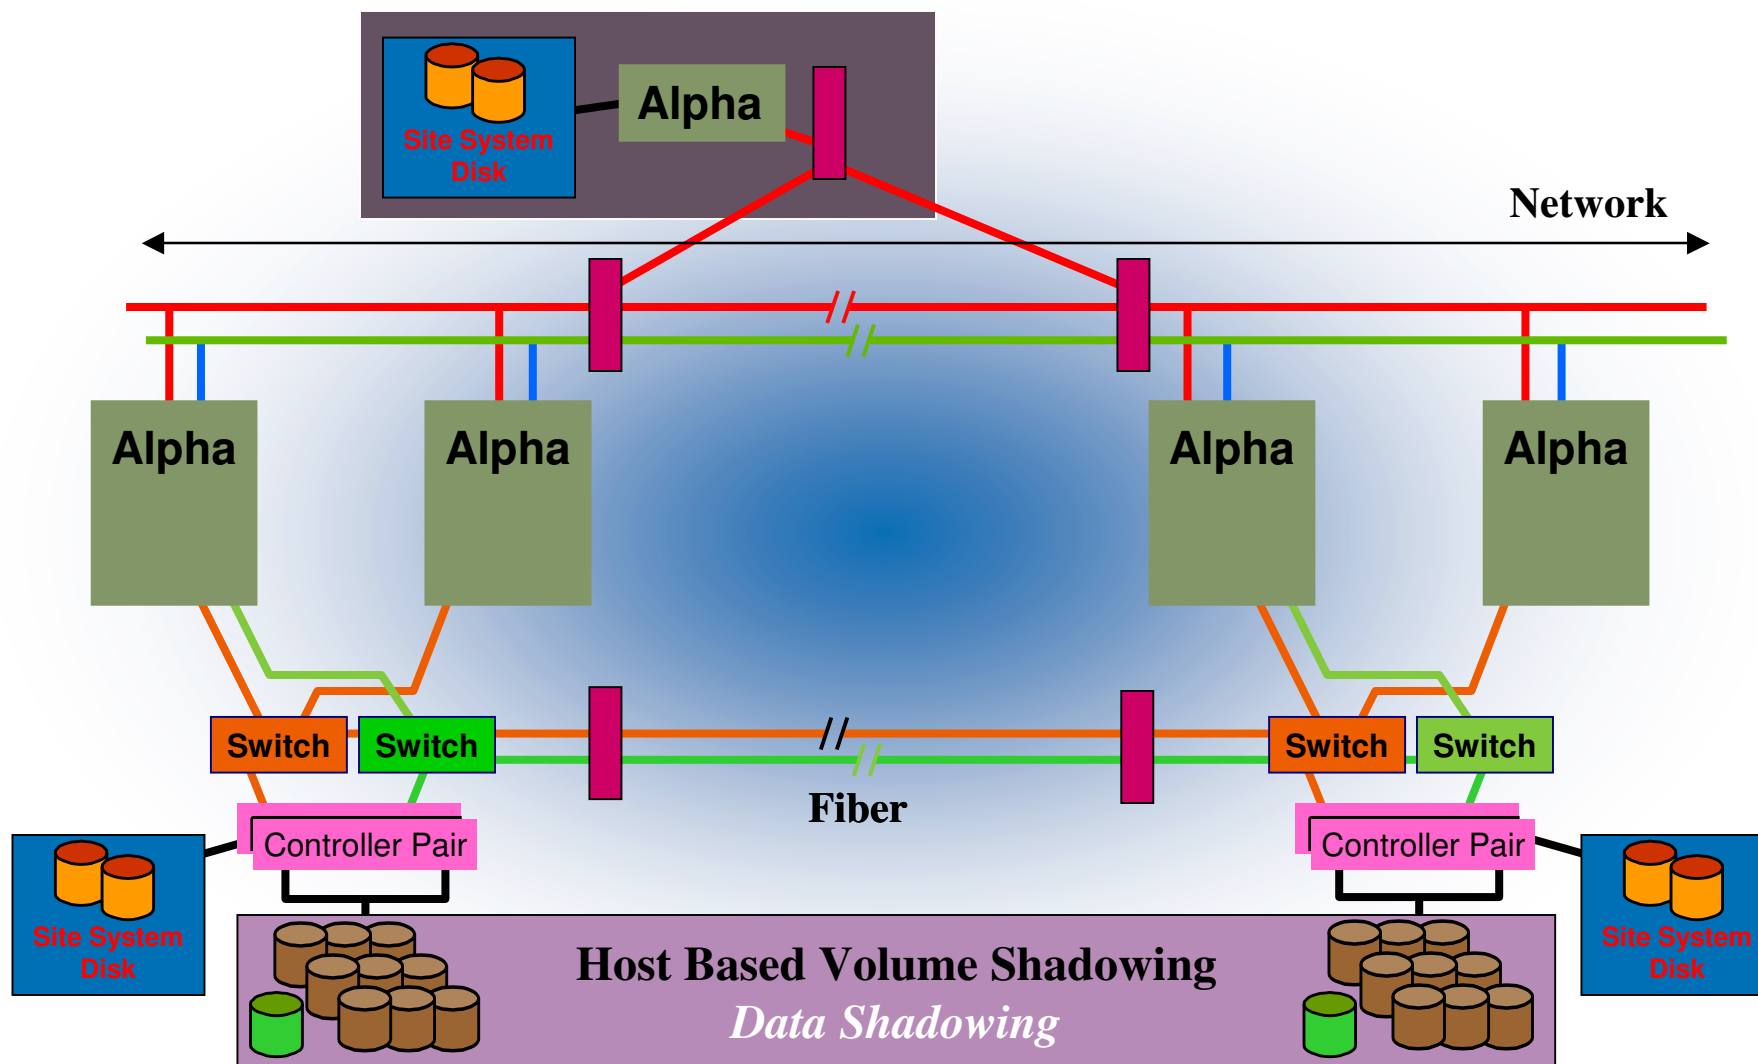 Alpha
Site System
Disk
Network
Alpha
Alpha
Alpha
Alpha
Switch
Switch
Switch
Switch
Fiber
Controller Pair
Controller Pair
Site System
Disk
Site System
Disk
Host Based Volume Shadowing
Data Shadowing